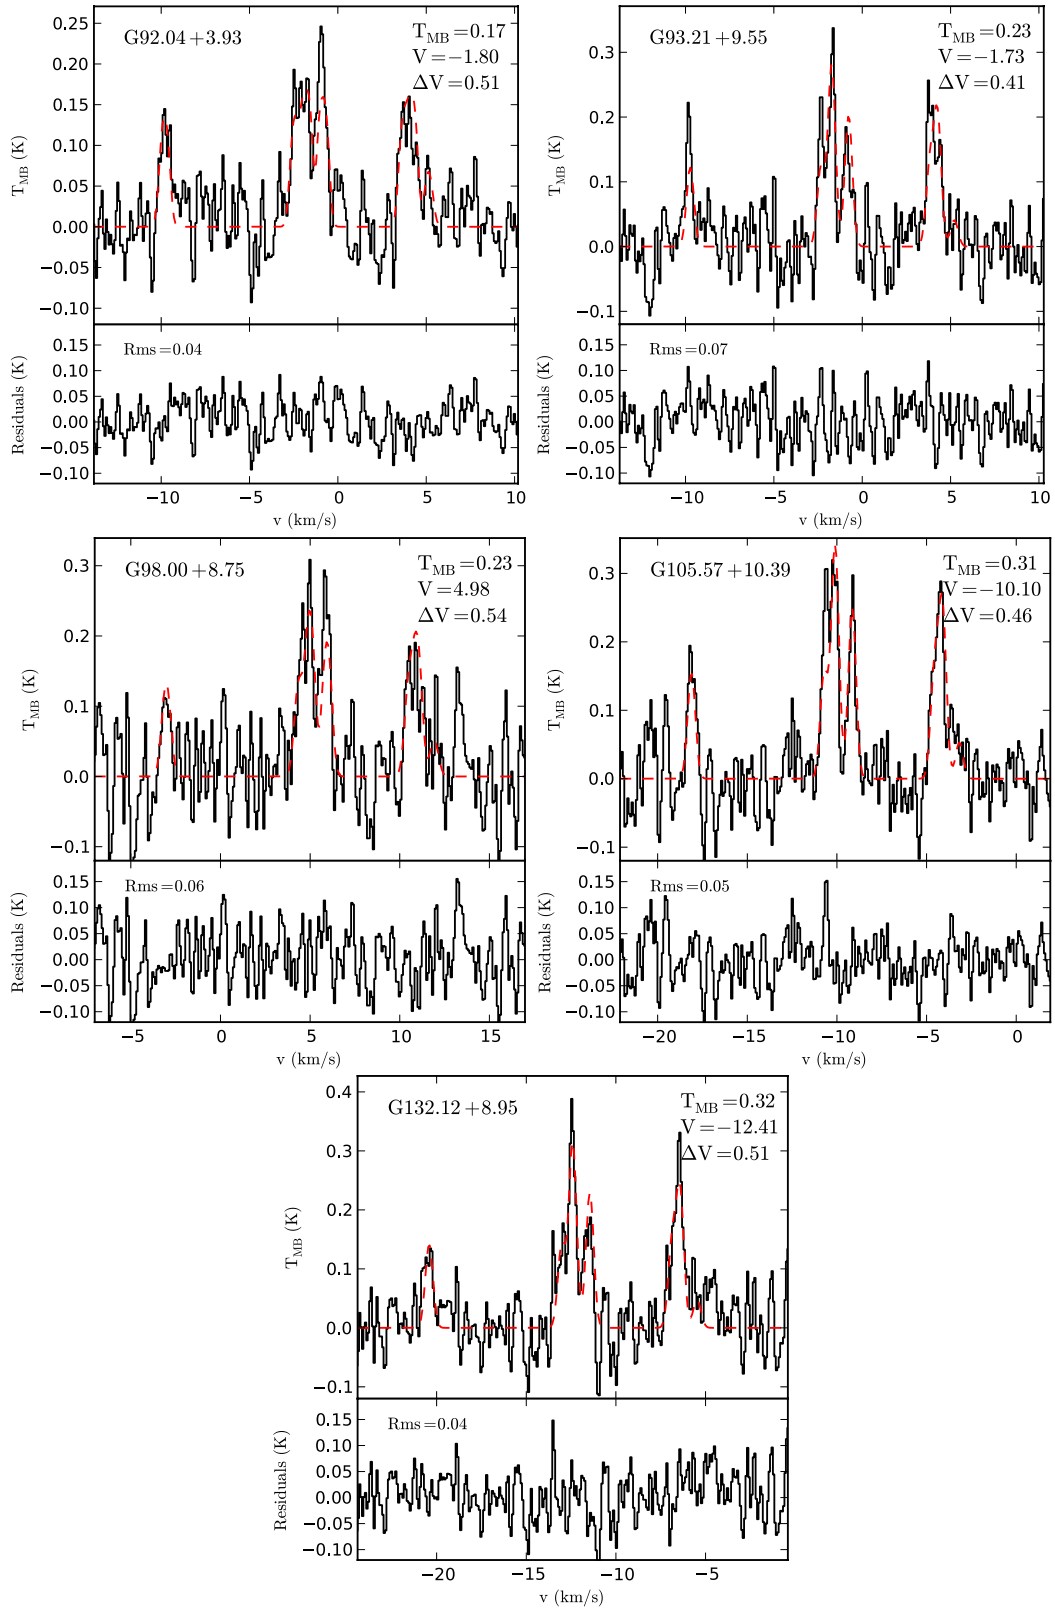 G92.04+3.93
T_MB=0.17
V=−1.80
ΔV=0.51
0.25
0.20
0.15
0.10
0.05
0.00
−0.05
−0.10
T_MB (K)
Rms=0.04
0.15
0.10
0.05
0.00
−0.05
−0.10
Residuals (K)
−10 −5 0 5 10
v (km/s)
G93.21+9.55
T_MB=0.23
V=−1.73
ΔV=0.41
0.3
0.2
0.1
0.0
−0.1
T_MB (K)
Rms=0.07
0.15
0.10
0.05
0.00
−0.05
−0.10
Residuals (K)
−10 −5 0 5 10
v (km/s)
G98.00+8.75
T_MB=0.23
V=4.98
ΔV=0.54
0.3
0.2
0.1
0.0
−0.1
T_MB (K)
Rms=0.06
0.15
0.10
0.05
0.00
−0.05
−0.10
Residuals (K)
−5 0 5 10 15
v (km/s)
G105.57+10.39
T_MB=0.31
V=−10.10
ΔV=0.46
0.3
0.2
0.1
0.0
−0.1
T_MB (K)
Rms=0.05
0.15
0.10
0.05
0.00
−0.05
−0.10
Residuals (K)
−20 −15 −10 −5 0
v (km/s)
G132.12+8.95
T_MB=0.32
V=−12.41
ΔV=0.51
0.4
0.3
0.2
0.1
0.0
−0.1
T_MB (K)
Rms=0.04
0.15
0.10
0.05
0.00
−0.05
−0.10
Residuals (K)
−20 −15 −10 −5
v (km/s)